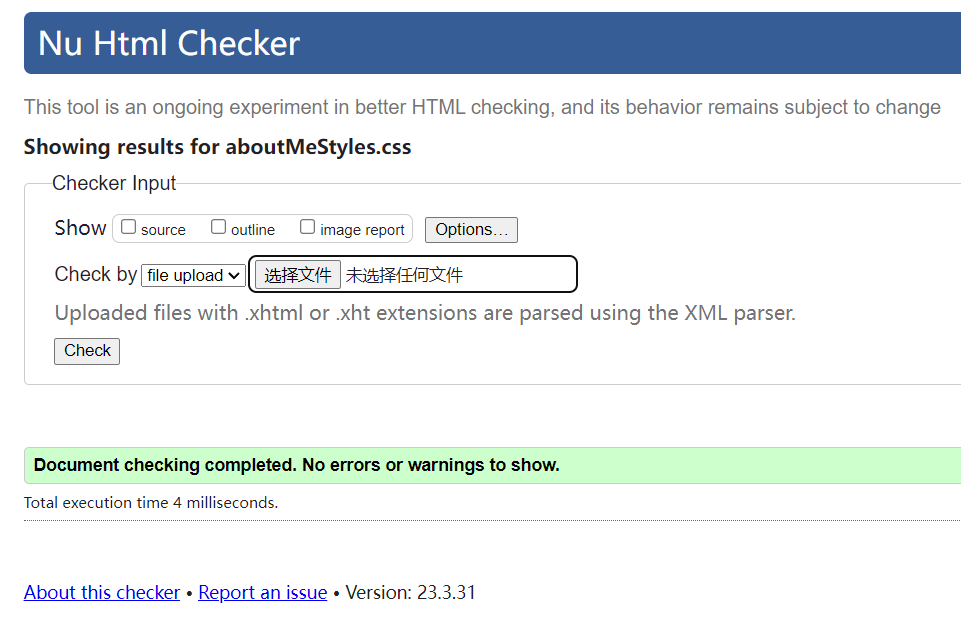 Nu Html Checker
This tool is an ongoing experiment in better HTML checking, and its behavior remains subject to change
Showing results for aboutMeStyles.css
Checker Input
Show source outline image report Options...
Check by file upload 选择文件 未选择任何文件
Uploaded files with .xhtml or .xht extensions are parsed using the XML parser.
Check
Document checking completed. No errors or warnings to show.
Total execution time 4 milliseconds.
About this checker • Report an issue • Version: 23.3.31